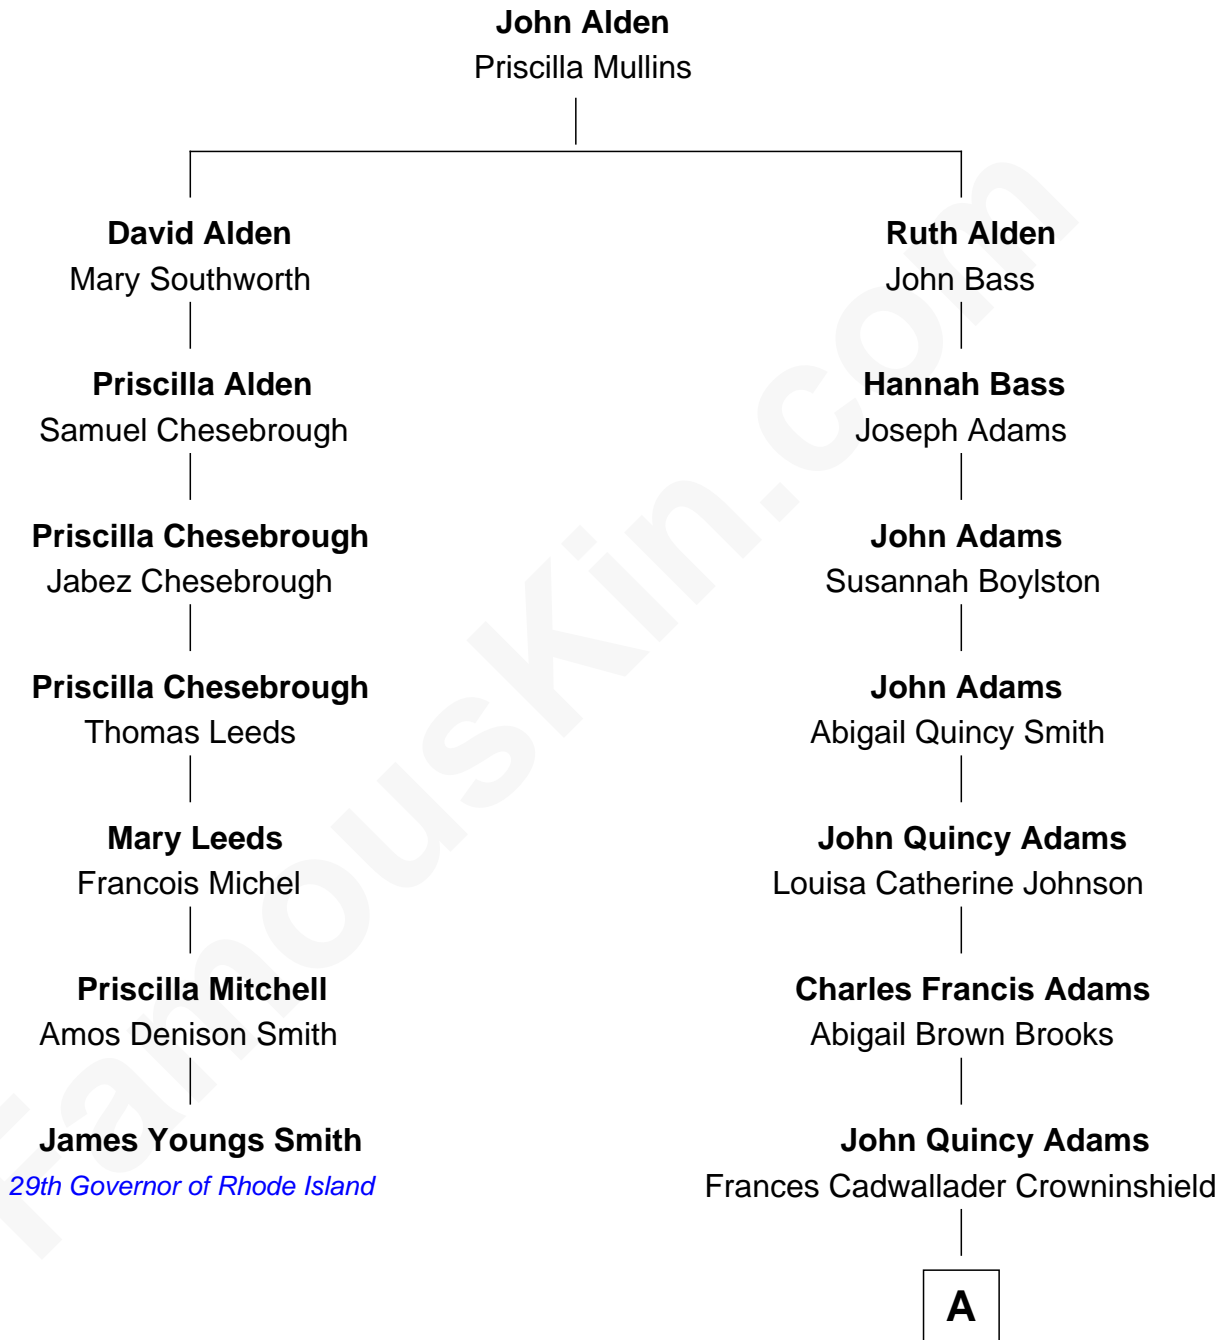 John Alden
Priscilla Mullins
David Alden
Mary Southworth
Ruth Alden
John Bass
Priscilla Alden
Samuel Chesebrough
Hannah Bass
Joseph Adams
Priscilla Chesebrough
Jabez Chesebrough
John Adams
Susannah Boylston
Priscilla Chesebrough
Thomas Leeds
John Adams
Abigail Quincy Smith
Mary Leeds
Francois Michel
John Quincy Adams
Louisa Catherine Johnson
Priscilla Mitchell
Amos Denison Smith
Charles Francis Adams
Abigail Brown Brooks
James Youngs Smith
29th Governor of Rhode Island
John Quincy Adams
Frances Cadwallader Crowninshield
A
FamousKin.com